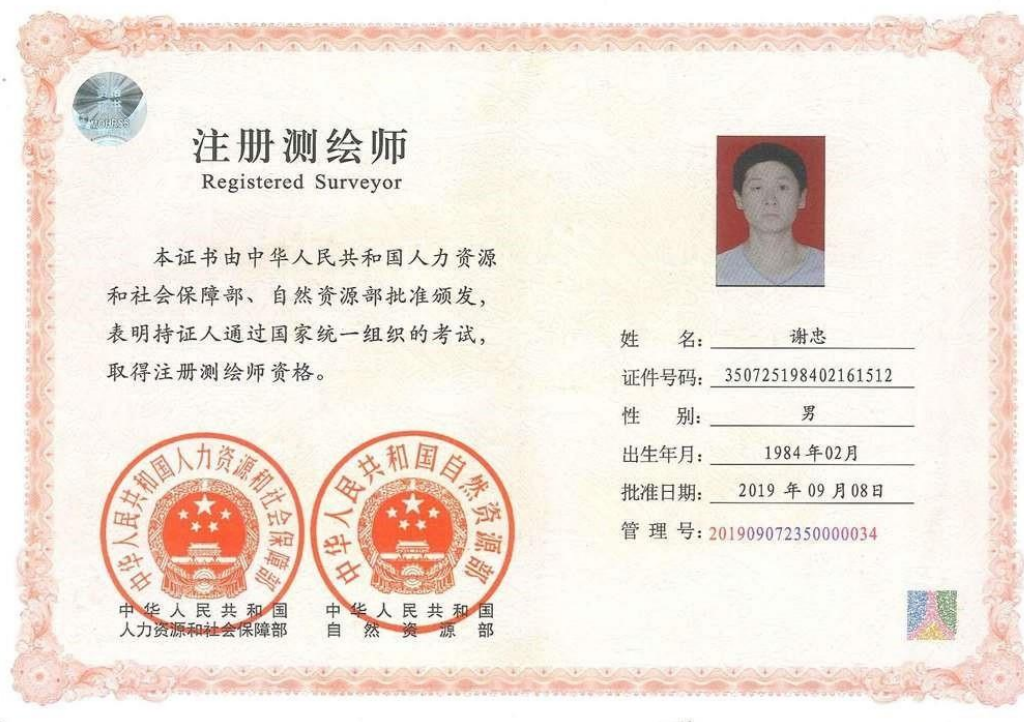 注册测绘师
Registered Surveyor
本证书由中华人民共和国人力资源
和社会保障部、自然资源部批准颁发，
表明持证人通过国家统一组织的考试，
取得注册测绘师资格。
中华人民共和国人力资源和社会保障部
中华人民共和国自然资源部
中华人民共和国
人力资源和社会保障部
中华人民共和国
自然资源部
姓 名：谢忠
证件号码：350725198402161512
性 别：男
出生年月：1984年02月
批准日期：2019 年 09 月 08日
管 理 号：201909072350000034